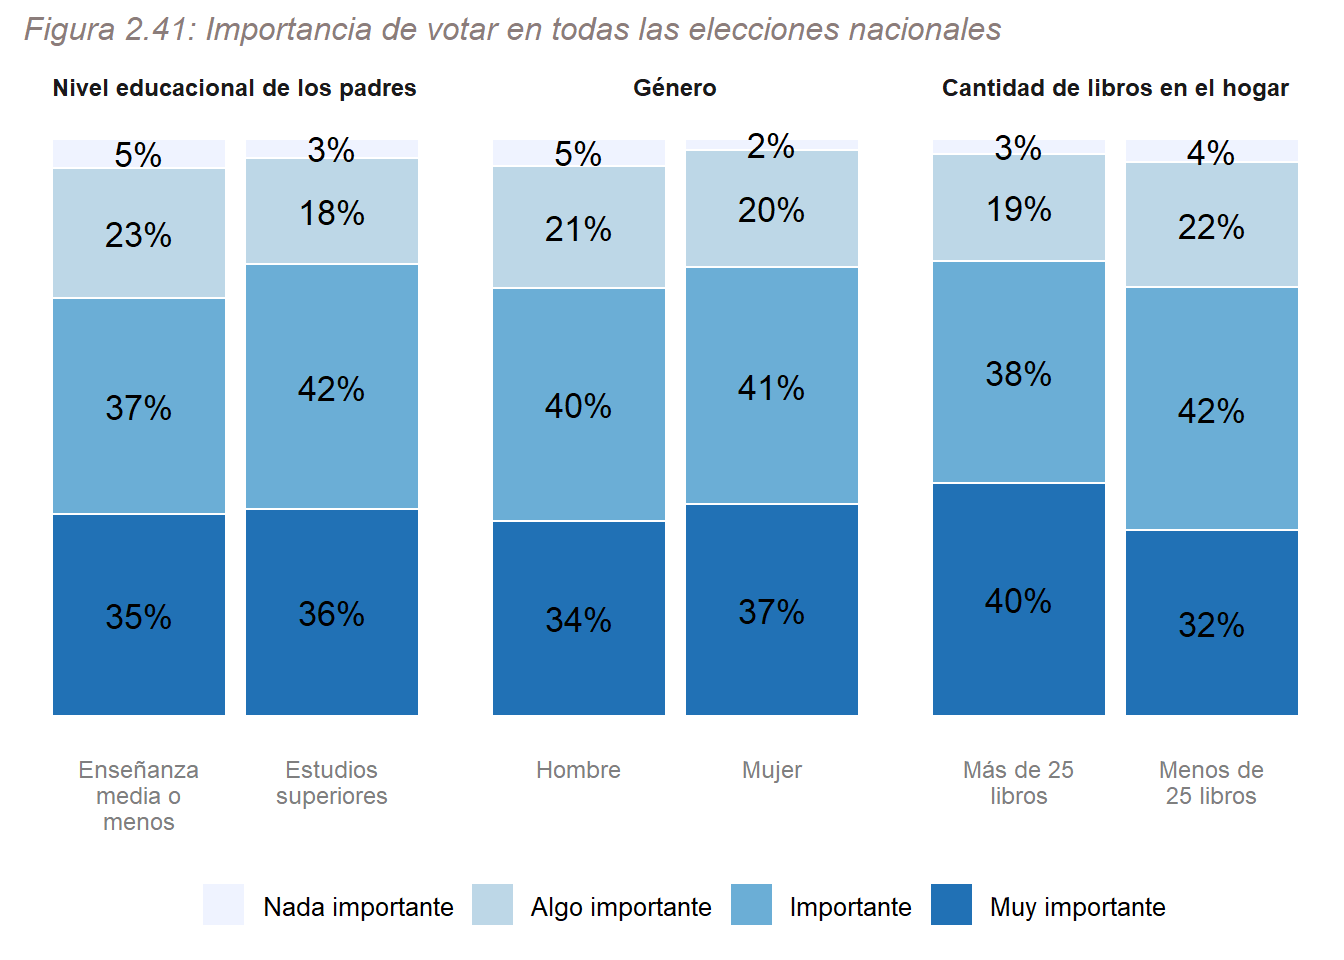 Figura 2.41: Importancia de votar en todas las elecciones nacionales
Nivel educacional de los padres
5%
3%
23%
18%
37%
42%
35%
36%
Enseñanza
media o
menos
Estudios
superiores
Género
5%
2%
21%
20%
40%
41%
34%
37%
Hombre
Mujer
Cantidad de libros en el hogar
3%
4%
19%
22%
38%
42%
40%
32%
Más de 25
libros
Menos de
25 libros
Nada importante
Algo importante
Importante
Muy importante